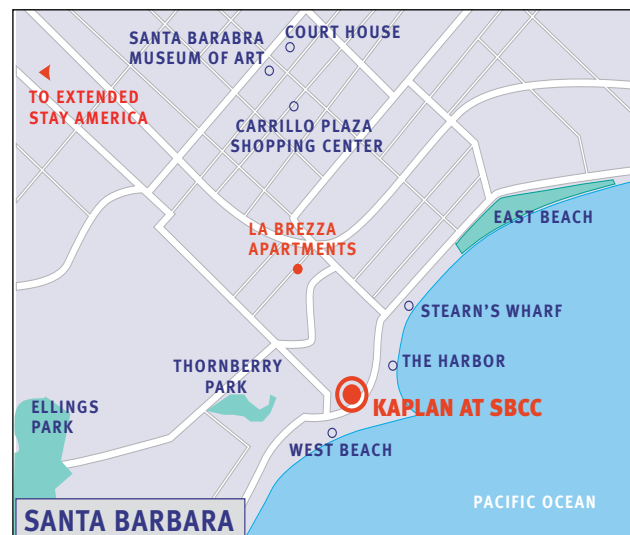 SANTA BARABRA
MUSEUM OF ART
COURT HOUSE
TO EXTENDED
STAY AMERICA
CARRILLO PLAZA
SHOPPING CENTER
EAST BEACH
LA BREZZA
APARTMENTS
STEARN'S WHARF
THORNBERRY
PARK
THE HARBOR
ELLINGS
PARK
KAPLAN AT SBCC
WEST BEACH
PACIFIC OCEAN
SANTA BARBARA